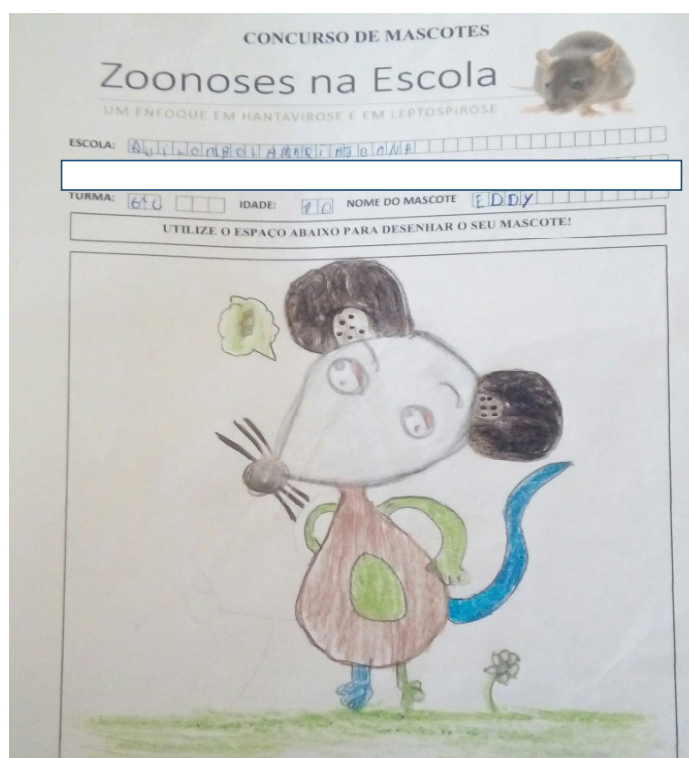 CONCURSO DE MASCOTES
Zoonoses na Escola
UM ENFOQUE EM HANTAVIROSE E EM LEPTOSPIROSE
ESCOLA:
TURMA: IDADE: 10 NOME DO MASCOTE EDDY
UTILIZE O ESPAÇO ABAIXO PARA DESENHAR O SEU MASCOTE!